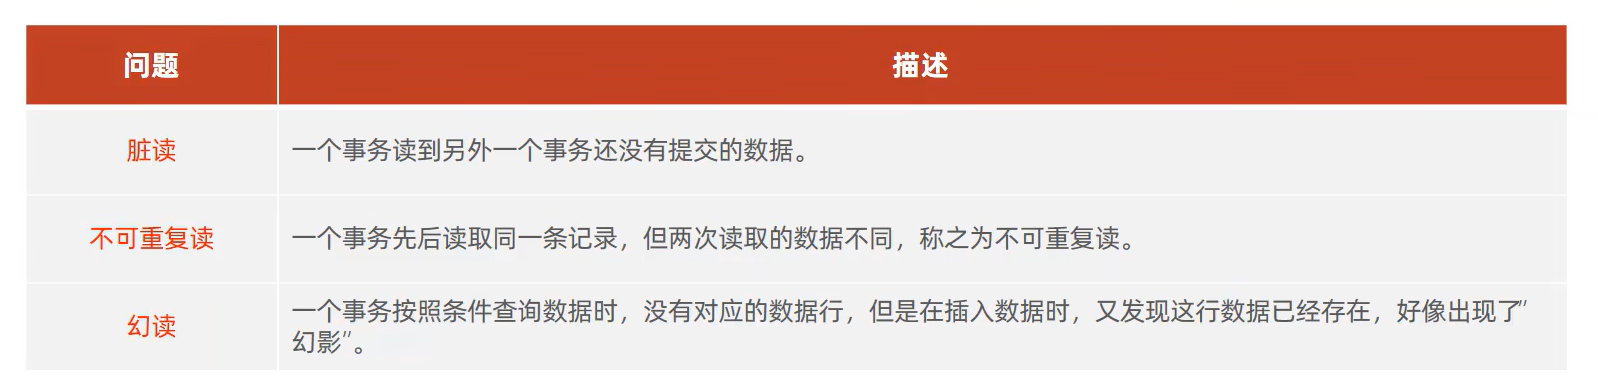 问题
描述
脏读
一个事务读到另外一个事务还没有提交的数据。
不可重复读
一个事务先后读取同一条记录，但两次读取的数据不同，称之为不可重复读。
幻读
一个事务按照条件查询数据时，没有对应的数据行，但是在插入数据时，又发现这行数据已经存在，好像出现了”
幻影”。